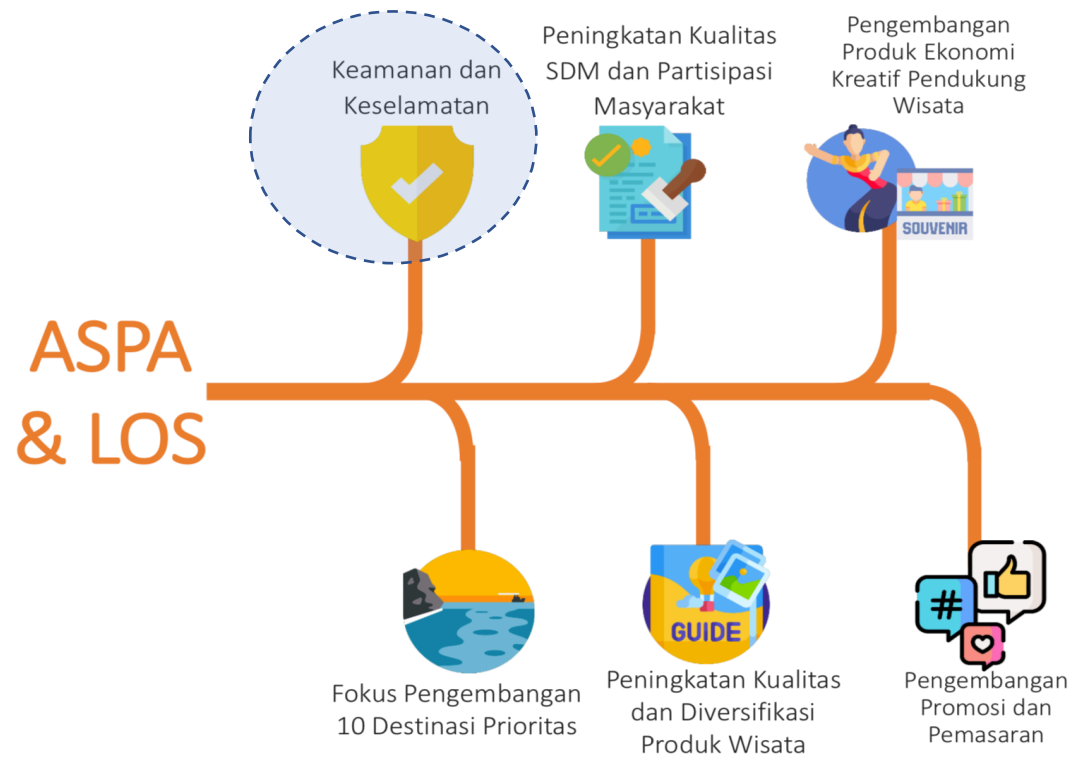 Keamanan dan
Keselamatan
Peningkatan Kualitas
SDM dan Partisipasi
Masyarakat
Pengembangan
Produk Ekonomi
Kreatif Pendukung
Wisata
SOUVENIR
ASPA
& LOS
#
GUIDE
Fokus Pengembangan
10 Destinasi Prioritas
Peningkatan Kualitas
dan Diversifikasi
Produk Wisata
Pengembangan
Promosi dan
Pemasaran